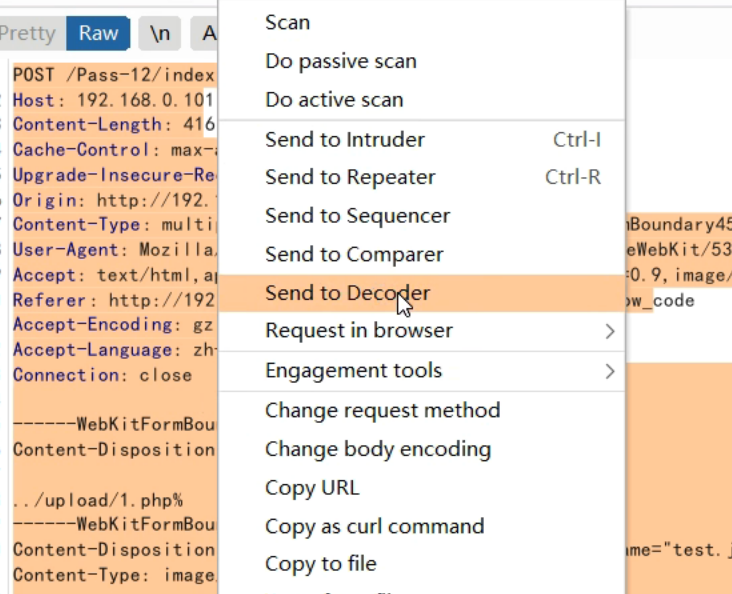 Pretty Raw \n A
POST /Pass-12/index
Host: 192.168.0.101
Content-Length: 416
Cache-Control: max-
Upgrade-Insecure-Re
Origin: http://192.
Content-Type: multi
User-Agent: Mozilla/
Accept: text/html,ap
Referer: http://192
Accept-Encoding: gz
Accept-Language: zh-
Connection: close
------WebKitFormBou
Content-Disposition
../upload/1.php%
------WebKitFormBou
Content-Disposition
Content-Type: image/
Scan
Do passive scan
Do active scan
Send to Intruder Ctrl-I
Send to Repeater Ctrl-R
Send to Sequencer
Send to Comparer
Send to Decoder
Request in browser
Engagement tools
Change request method
Change body encoding
Copy URL
Copy as curl command
Copy to file
nBoundary45
eWebKit/53
=0.9,image/
ow_code
ame="test.j